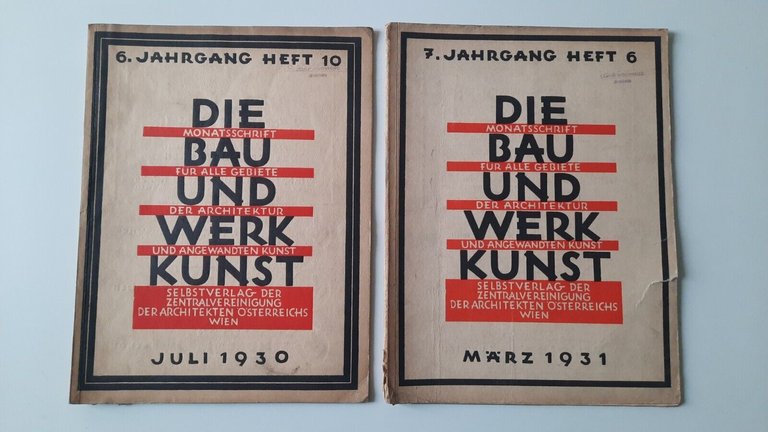 6. JAHRGANG HEFT 10
DIE
MONATSSCHRIFT
BAU
FÜR ALLE GEBIETE
UND
DER ARCHITEKTUR
WERK
UND ANGEWANDTEN KUNST
KUNST
SELBSTVERLAG DER
ZENTRALVEREINIGUNG
DER ARCHITEKTEN ÖSTERREICHS
WIEN
JULI 1930
7. JAHRGANG HEFT 6
DIE
MONATSSCHRIFT
BAU
FÜR ALLE GEBIETE
UND
DER ARCHITEKTUR
WERK
UND ANGEWANDTEN KUNST
KUNST
SELBSTVERLAG DER
ZENTRALVEREINIGUNG
DER ARCHITEKTEN ÖSTERREICHS
WIEN
MÄRZ 1931